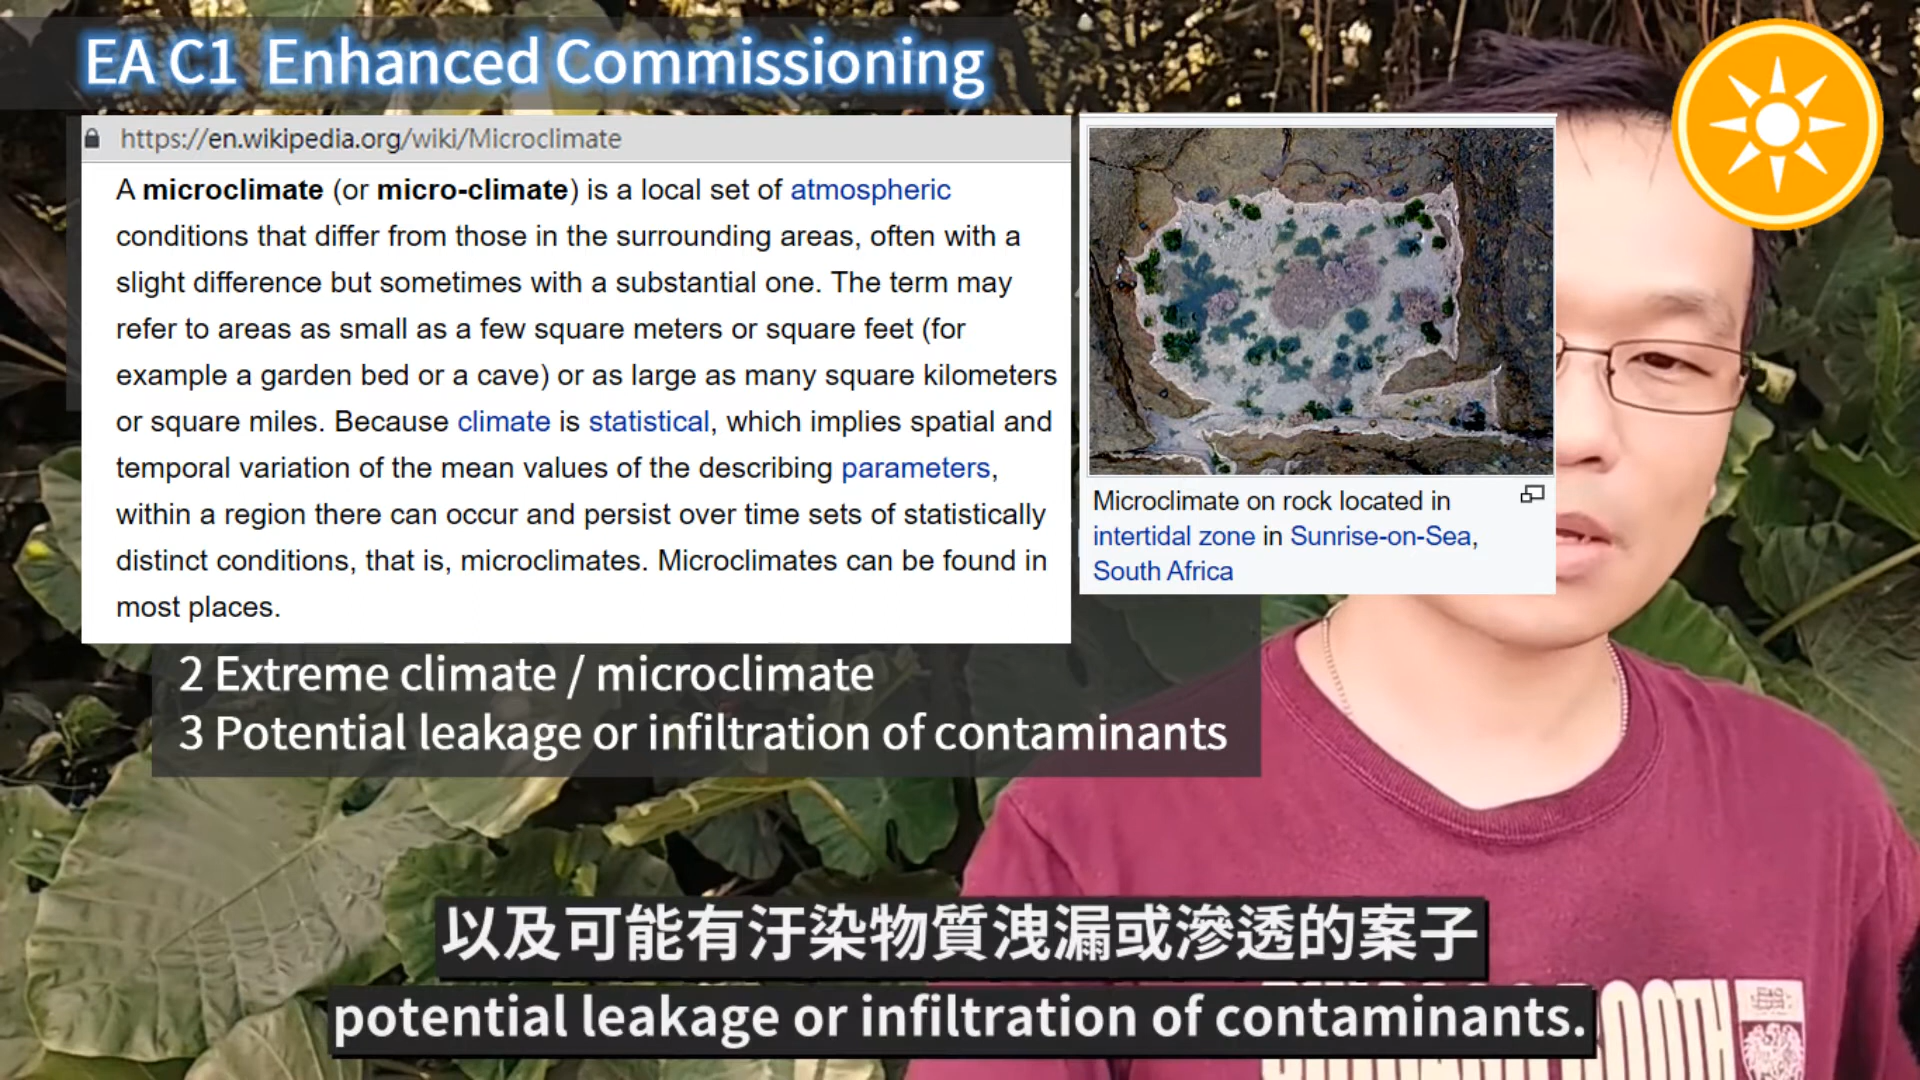 EA C1 Enhanced Commissioning
https://en.wikipedia.org/wiki/Microclimate
A microclimate (or micro-climate) is a local set of atmospheric
conditions that differ from those in the surrounding areas, often with a
slight difference but sometimes with a substantial one. The term may
refer to areas as small as a few square meters or square feet (for
example a garden bed or a cave) or as large as many square kilometers
or square miles. Because climate is statistical, which implies spatial and
temporal variation of the mean values of the describing parameters,
within a region there can occur and persist over time sets of statistically
distinct conditions, that is, microclimates. Microclimates can be found in
most places.
Microclimate on rock located in
intertidal zone in Sunrise-on-Sea,
South Africa
2 Extreme climate / microclimate
3 Potential leakage or infiltration of contaminants
以及可能有汙染物質洩漏或滲透的案子
potential leakage or infiltration of contaminants.